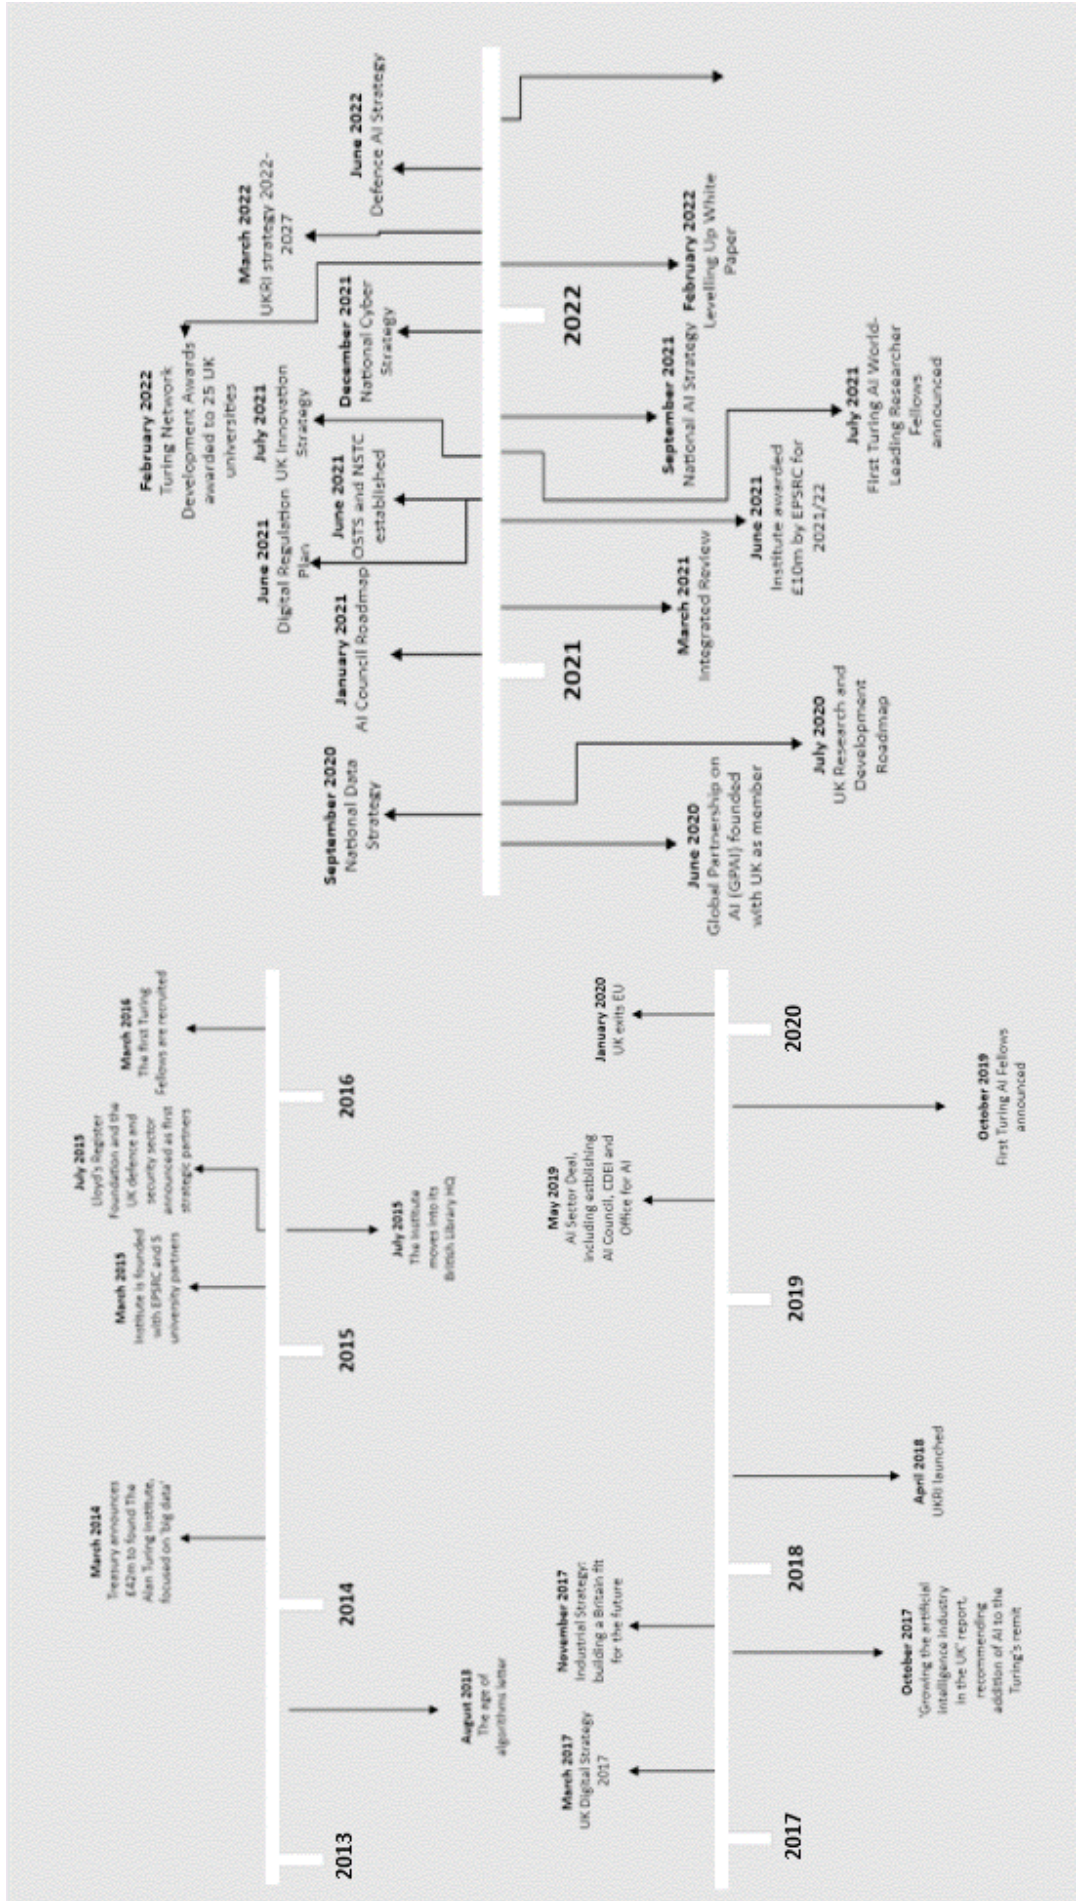 August 2013
The age of
algorithms letter
March 2014
Treasury announces
£42m to found The
Alan Turing Institute,
focused on 'big data'
March 2015
Institute is founded
with EPSRC and 5
university partners
July 2015
Lloyd's Register
Foundation and the
UK defence and
security sector
announced as first
strategic partners
July 2015
The Institute
moves into its
British Library HQ
March 2016
The first Turing
Fellows are recruited
2013
2014
2015
2016
March 2017
UK Digital Strategy
2017
October 2017
'Growing the artificial
intelligence industry
in the UK' report,
recommending
addition of AI to the
Turing's remit
November 2017
Industrial Strategy:
building a Britain fit
for the future
April 2018
UKRI launched
May 2019
AI Sector Deal,
including estblishing
AI Council, CDEI and
Office for AI
October 2019
First Turing AI Fellows
announced
January 2020
UK exits EU
2017
2018
2019
2020
June 2020
Global Partnership on
AI (GPAI) founded
with UK as member
July 2020
UK Research and
Development
Roadmap
September 2020
National Data
Strategy
January 2021
AI Council Roadmap
March 2021
Integrated Review
June 2021
Digital Regulation
Plan
June 2021
OSTS and NSTC
established
June 2021
Institute awarded
£10m by EPSRC for
2021/22
July 2021
UK Innovation
Strategy
July 2021
First Turing AI World-
Leading Researcher
Fellows
announced
September 2021
National AI Strategy
December 2021
National Cyber
Strategy
February 2022
Turing Network
Development Awards
awarded to 25 UK
universities
February 2022
Levelling Up White
Paper
March 2022
UKRI strategy 2022-
2027
June 2022
Defence AI Strategy
2021
2022